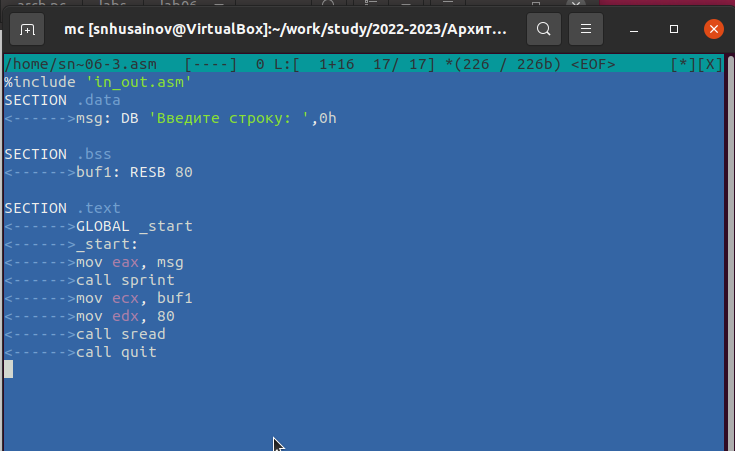 mc [snhusainov@VirtualBox]:~/work/study/2022-2023/Архит...
/home/sn~06-3.asm [----] 0 L:[ 1+16 17/ 17] *(226 / 226b) <EOF> [*][X]
%include 'in_out.asm'
SECTION .data
<------>msg: DB 'Введите строку: ',0h
SECTION .bss
<------>buf1: RESB 80
SECTION .text
<------>GLOBAL _start
<------>_start:
<------>mov eax, msg
<------>call sprint
<------>mov ecx, buf1
<------>mov edx, 80
<------>call sread
<------>call quit